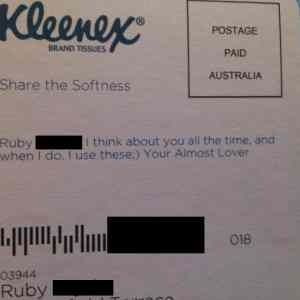 Kleenex®
BRAND TISSUES
POSTAGE
PAID
AUSTRALIA
Share the Softness
Ruby I think about you all the time, and
when I do, I use these;) Your Almost Lover
018
03944
Ruby